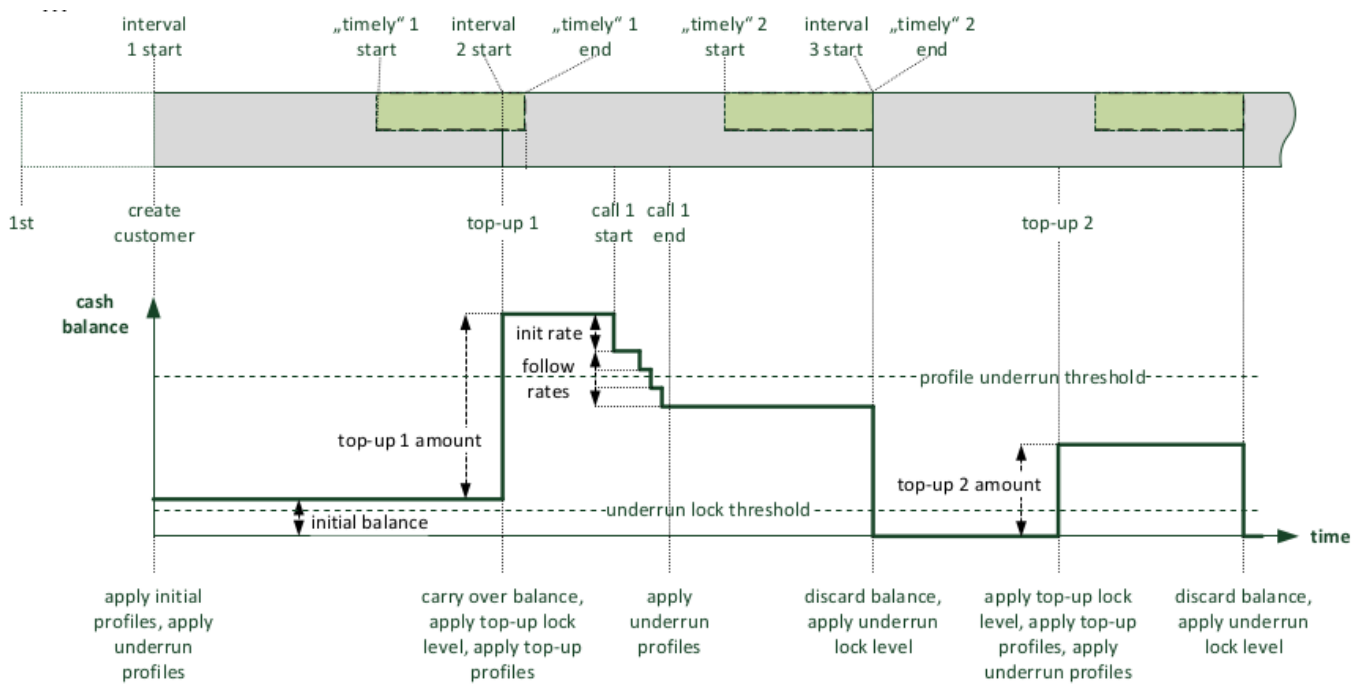 interval
1 start
„timely“ 1
start
interval
2 start
„timely“ 1
end
„timely“ 2
start
interval
3 start
„timely“ 2
end
1st
create
customer
top-up 1
call 1
start
call 1
end
top-up 2
cash
balance
init rate
follow
rates
profile underrun threshold
top-up 1 amount
top-up 2 amount
underrun lock threshold
initial balance
time
apply initial
profiles, apply
underrun
profiles
carry over balance,
apply top-up lock
level, apply top-up
profiles
apply
underrun
profiles
discard balance,
apply underrun
lock level
apply top-up lock
level, apply top-up
profiles, apply
underrun profiles
discard balance,
apply underrun
lock level